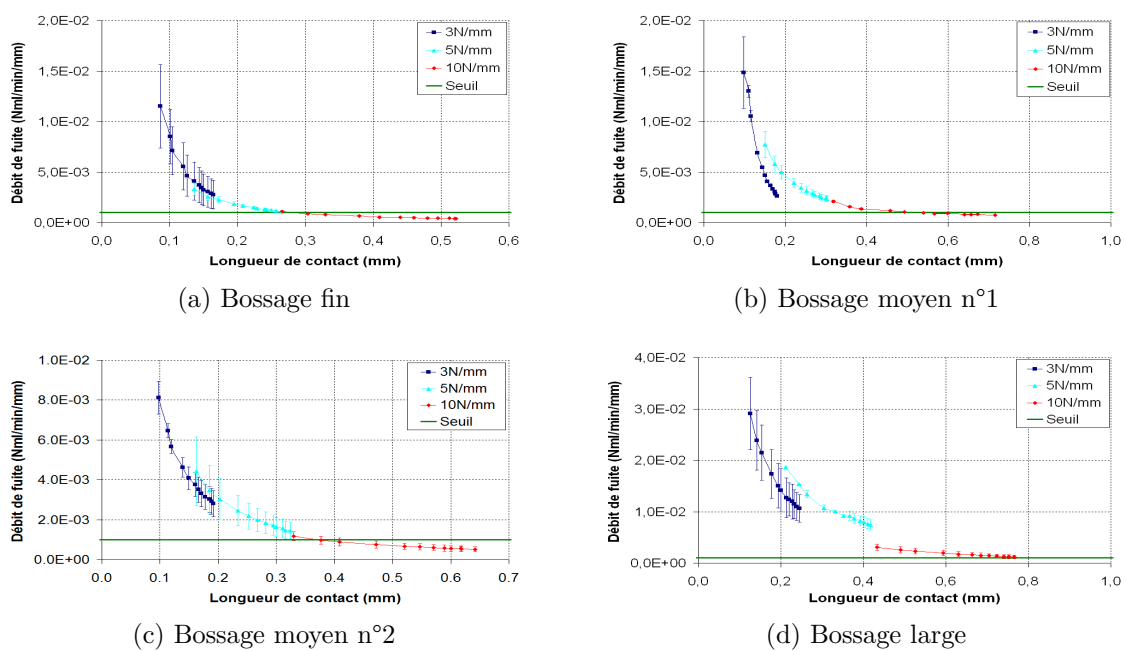 Débit de fuite (Nml/min/mm)
2,0E-02
1,5E-02
1,0E-02
5,0E-03
0,0E+00
0,0 0,1 0,2 0,3 0,4 0,5 0,6
Longueur de contact (mm)
3N/mm
5N/mm
10N/mm
Seuil
(a) Bossage fin
Débit de fuite (Nml/min/mm)
2,0E-02
1,5E-02
1,0E-02
5,0E-03
0,0E+00
0,0 0,2 0,4 0,6 0,8 1,0
Longueur de contact (mm)
3N/mm
5N/mm
10N/mm
Seuil
(b) Bossage moyen n°1
Débit de fuite (Nml/min/mm)
1.0E-02
8.0E-03
6.0E-03
4.0E-03
2.0E-03
0.0E+00
0.0 0.1 0.2 0.3 0.4 0.5 0.6 0.7
Longueur de contact (mm)
3N/mm
5N/mm
10N/mm
Seuil
(c) Bossage moyen n°2
Débit de fuite (Nml/min/mm)
4,0E-02
3,0E-02
2,0E-02
1,0E-02
0,0E+00
0,0 0,2 0,4 0,6 0,8 1,0
Longueur de contact (mm)
3N/mm
5N/mm
10N/mm
Seuil
(d) Bossage large